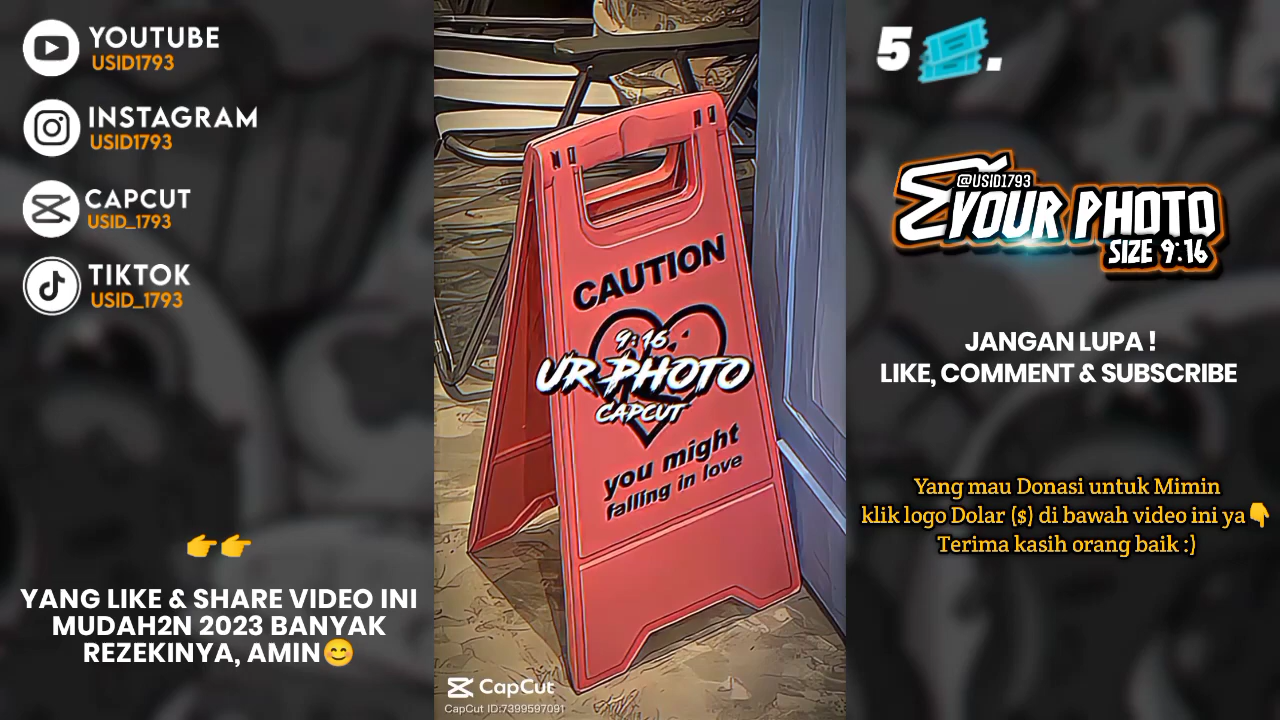 YOUTUBE
USID1793
INSTAGRAM
USID1793
CAPCUT
USID_1793
TIKTOK
USID_1793
YANG LIKE & SHARE VIDEO INI
MUDAH2N 2023 BANYAK
REZEKINYA, AMIN😊
CAUTION
9:16
UR PHOTO
CAPCUT
you might
falling in love
CapCut
CapCut ID:7399597091
5 .
@USID1793
YOUR PHOTO
SIZE 9:16
JANGAN LUPA !
LIKE, COMMENT & SUBSCRIBE
Yang mau Donasi untuk Mimin
klik logo Dolar ($) di bawah video ini ya👇
Terima kasih orang baik :)